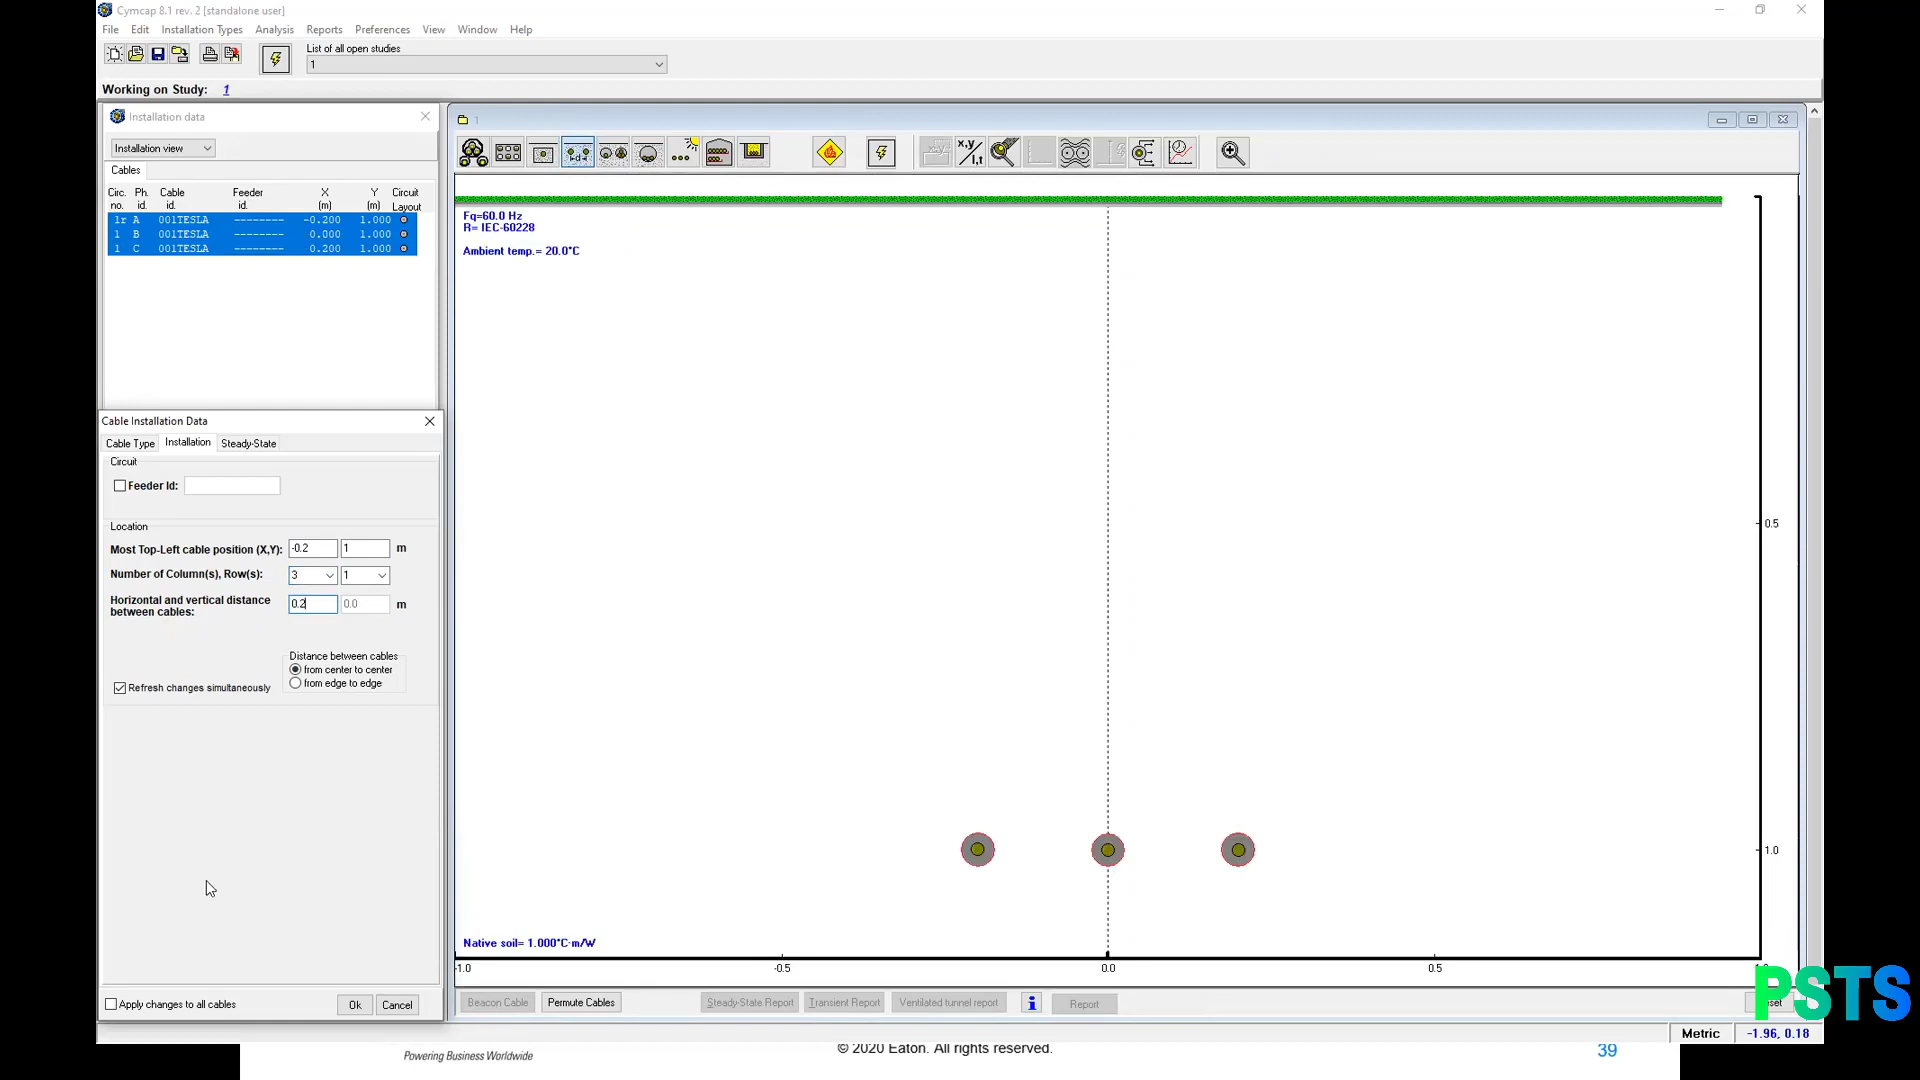 Cymcap 8.1 rev. 2 [standalone user]
File Edit Installation Types Analysis Reports Preferences View Window Help
List of all open studies
1
Working on Study: 1
Installation data
1
Installation view
Cables
Circ. Ph. Cable Feeder X Y Circuit
no. id. id. id. (m) (m) Layout
1r A 001TESLA -------- -0.200 1.000
1 B 001TESLA -------- 0.000 1.000
1 C 001TESLA -------- 0.200 1.000
Fq=60.0 Hz
R= IEC-60228
Ambient temp.= 20.0°C
Cable Installation Data
Cable Type Installation Steady-State
Circuit
Feeder Id:
Location
Most Top-Left cable position (X,Y): -0.2 1 m
Number of Column(s), Row(s): 3 1
Horizontal and vertical distance between cables: 0.2 0.0 m
Distance between cables
from center to center
from edge to edge
Refresh changes simultaneously
0.5
1.0
Native soil= 1.000°C·m/W
-1.0 -0.5 0.0 0.5
Apply changes to all cables Ok Cancel
Beacon Cable Permute Cables Steady-State Report Transient Report Ventilated tunnel report Report
PSTS
Metric -1.96, 0.18
Powering Business Worldwide
© 2020 Eaton. All rights reserved.
39